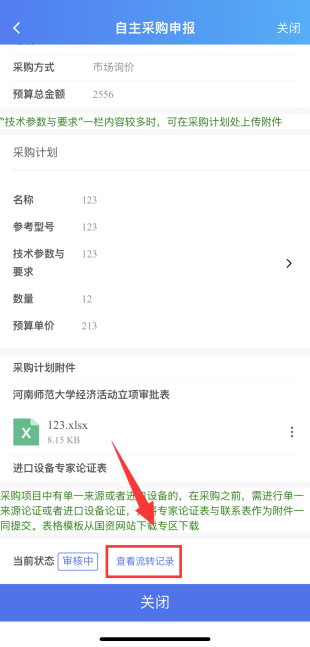 自主采购申报
关闭
采购方式 市场询价
预算总金额 2556
"技术参数与要求"一栏内容较多时，可在采购计划处上传附件
采购计划
名称 123
参考型号 123
技术参数与 123
要求
数量 12
预算单价 213
采购计划附件
河南师范大学经济活动立项审批表
X
123.xlsx
8.15 KB
进口设备专家论证表
采购项目中有单一来源或者进口设备的，在采购之前，需进行单一
来源论证或者进口设备论证，将专家论证表与联系表作为附件一
同提交。表格模板从国资网站下载专区下载
当前状态 审核中 查看流转记录
关闭